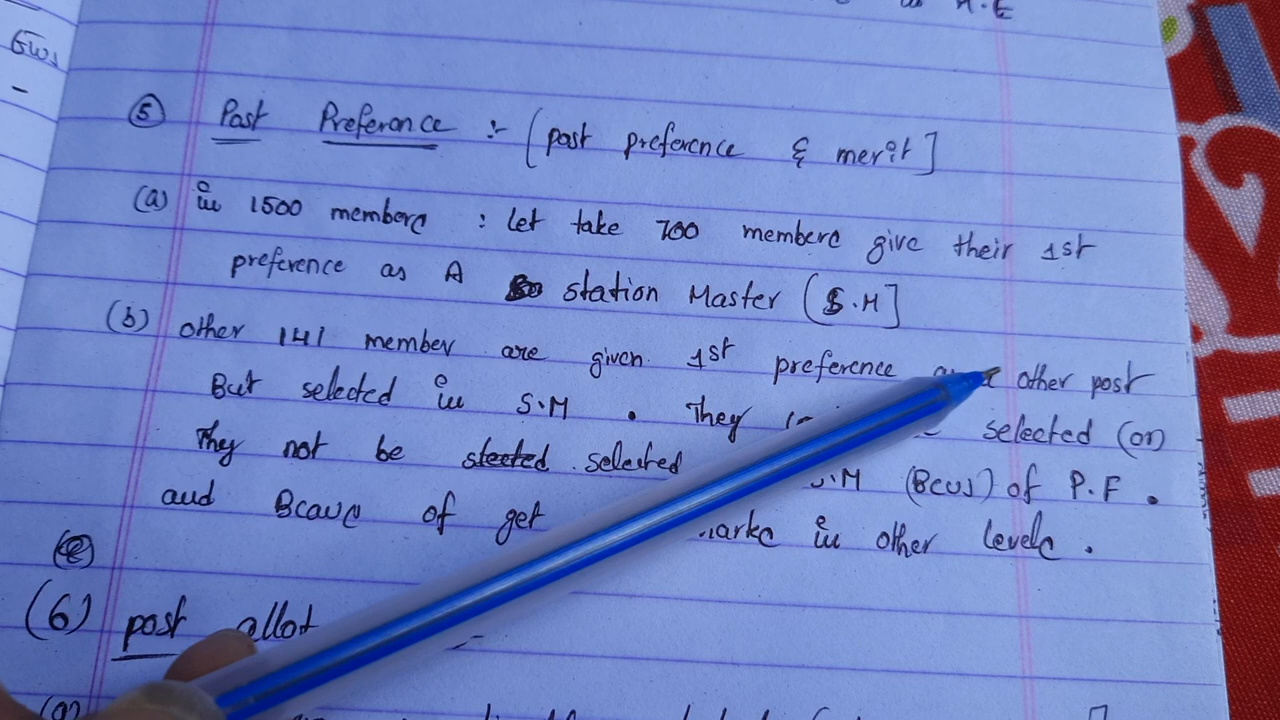 M.E
⑤ Post Preference :- [post preference & merit]
(a) in 1500 members : let take 700 members give their 1st
preference as A station Master (S.M]
(b) other 141 member are given 1st preference other post
But selected in S.M . They selected (or)
They not be selected S.M (Bcus) of P.F .
and Bcause of get marks in other levels .
(6) post allot
(a)